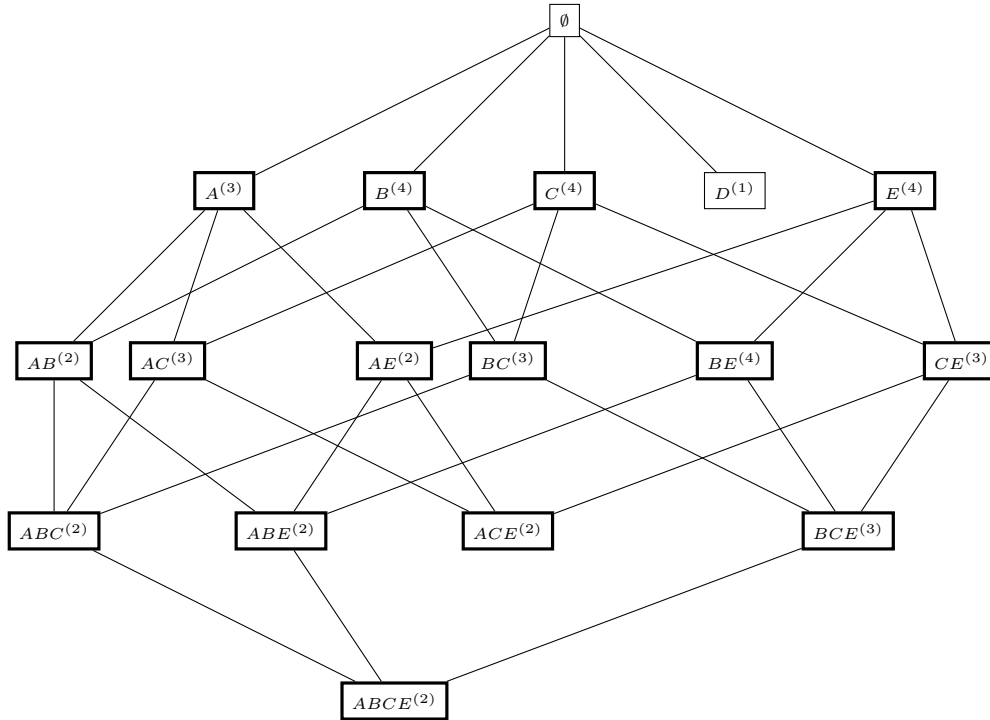 ∅
A^(3) B^(4) C^(4) D^(1) E^(4)
AB^(2) AC^(3) AE^(2) BC^(3) BE^(4) CE^(3)
ABC^(2) ABE^(2) ACE^(2) BCE^(3)
ABCE^(2)